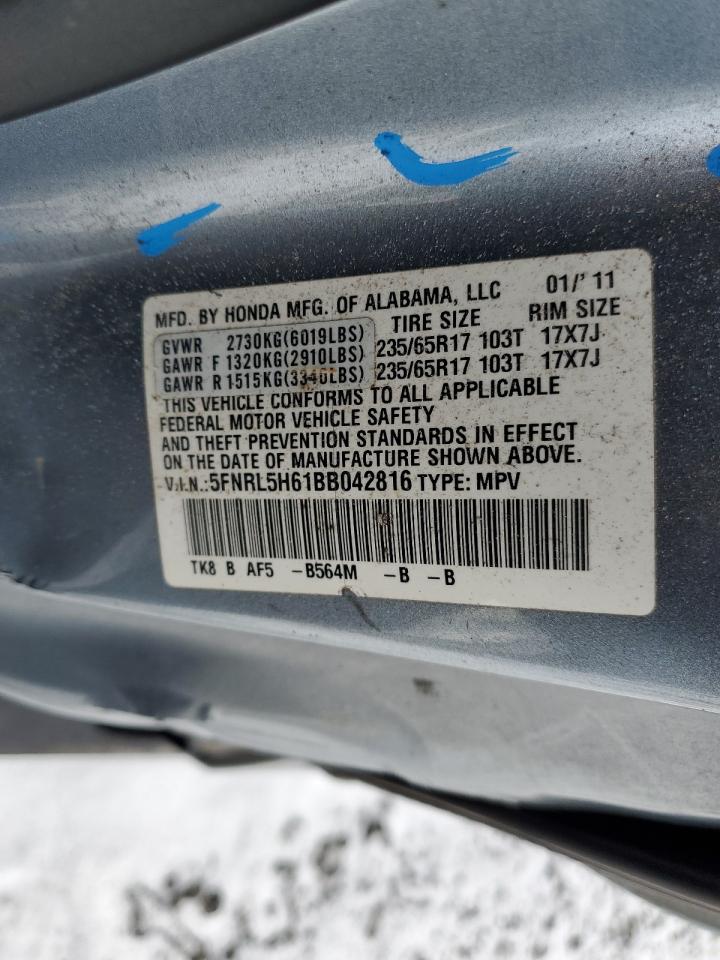 MFD. BY HONDA MFG. OF ALABAMA, LLC 01/' 11
TIRE SIZE RIM SIZE
GVWR 2730KG(6019LBS)
GAWR F 1320KG(2910LBS) 235/65R17 103T 17X7J
GAWR R 1515KG(3340LBS) 235/65R17 103T 17X7J
THIS VEHICLE CONFORMS TO ALL APPLICABLE
FEDERAL MOTOR VEHICLE SAFETY
AND THEFT PREVENTION STANDARDS IN EFFECT
ON THE DATE OF MANUFACTURE SHOWN ABOVE.
V.I.N.:5FNRL5H61BB042816 TYPE: MPV
TK8 B AF5 -B564M -B -B